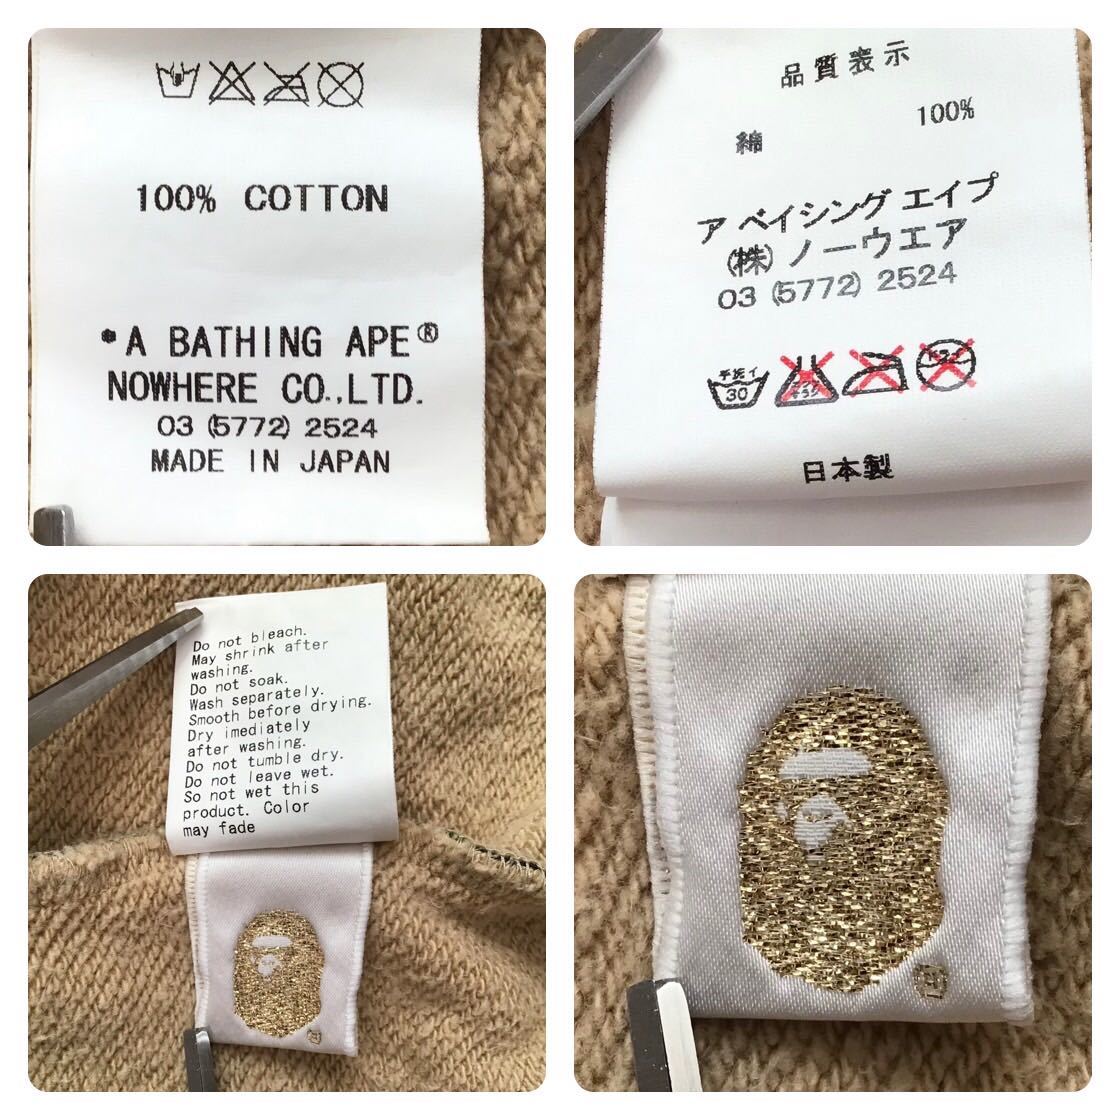 100% COTTON
*A BATHING APE®
NOWHERE CO.,LTD.
03 (5772) 2524
MADE IN JAPAN
品質表示
綿 100%
ア ベイシング エイプ
(株) ノーウエア
03 (5772) 2524
手洗イ
30
日本製
Do not bleach.
May shrink after
washing.
Do not soak.
Wash separately.
Smooth before drying.
Dry imediately
after washing.
Do not tumble dry.
Do not leave wet.
So not wet this
product. Color
may fade